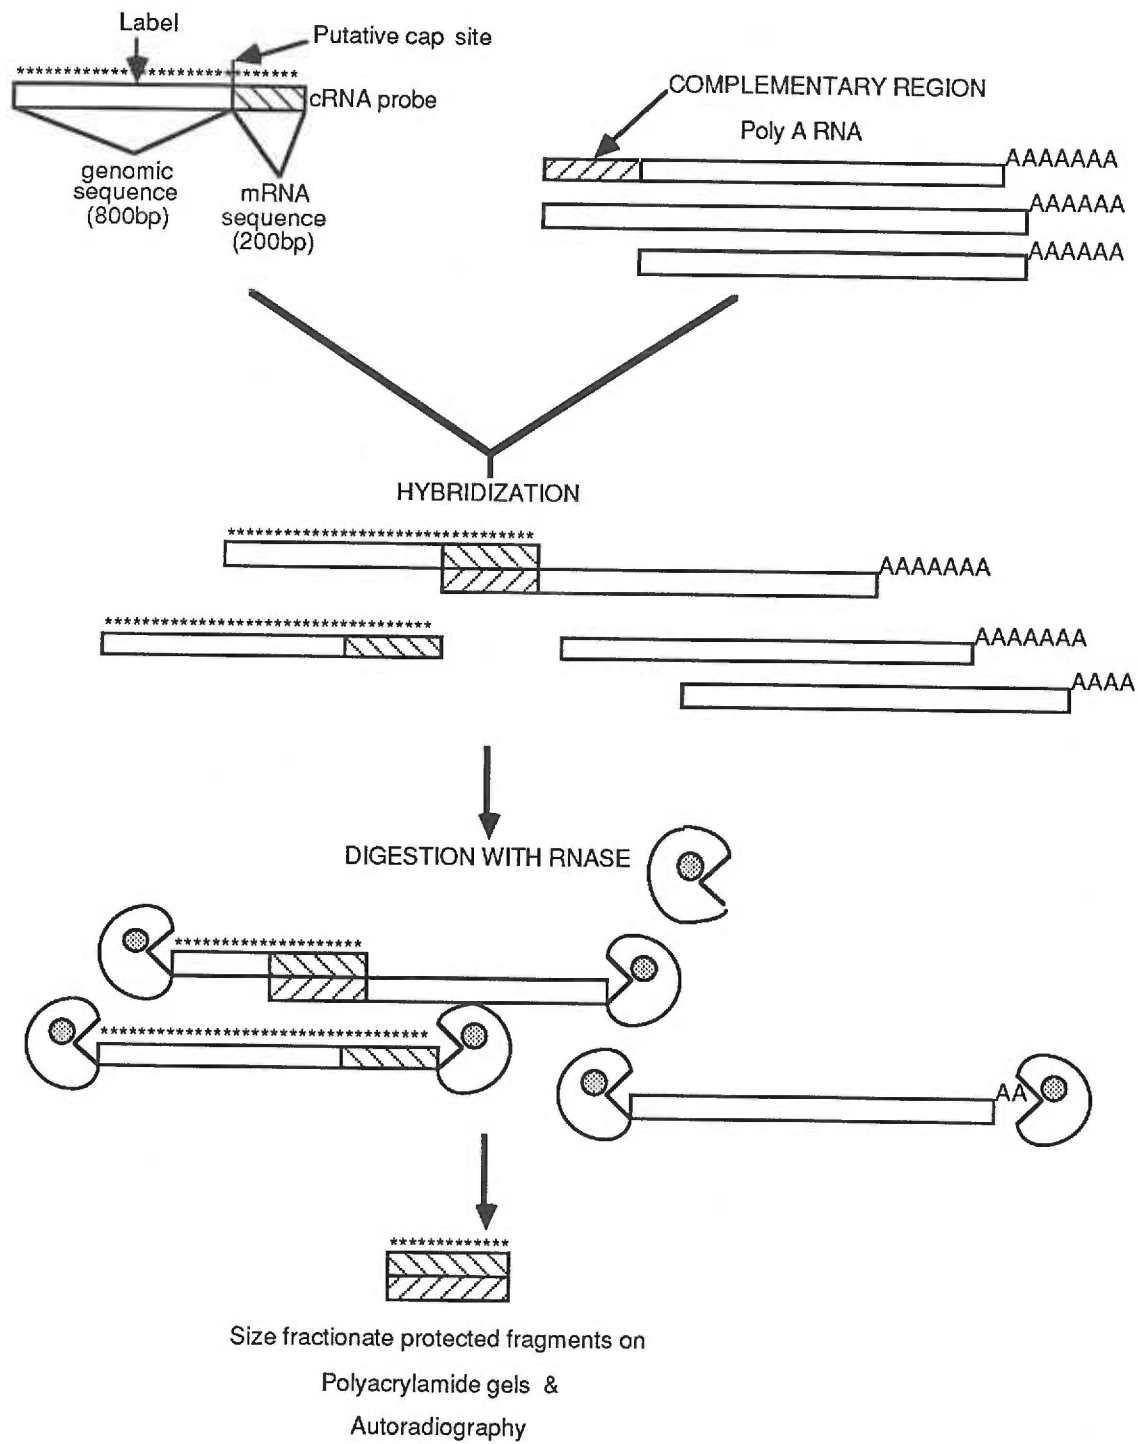 Label
Putative cap site
*******************************
cRNA probe
genomic
sequence
(800bp)
mRNA
sequence
(200bp)
COMPLEMENTARY REGION
Poly A RNA
AAAAAAA
AAAAAA
AAAAAA
HYBRIDIZATION
*********************************
AAAAAAA
***********************************
AAAAAAA
AAAA
DIGESTION WITH RNASE
********************
***********************************
AA
*************
Size fractionate protected fragments on
Polyacrylamide gels &
Autoradiography